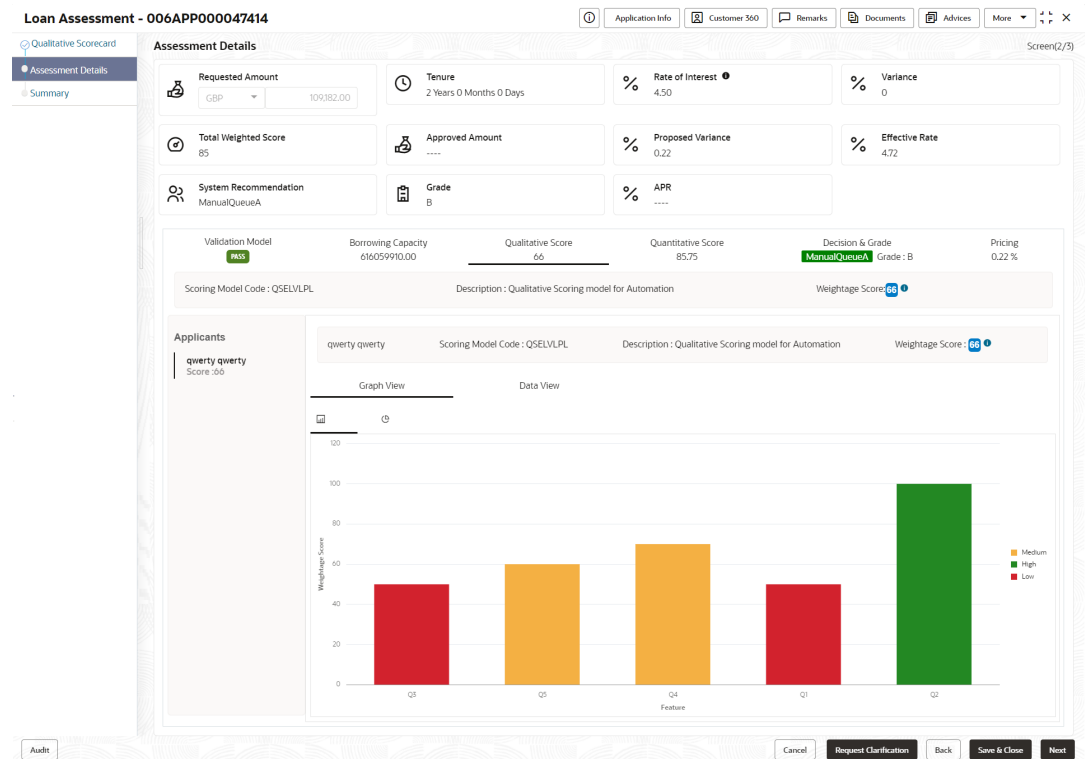 Loan Assessment - 006APP000047414
Application Info
Customer 360
Remarks
Documents
Advices
More
Qualitative Scorecard
Assessment Details
Summary
Assessment Details
Screen(2/3)
Requested Amount
GBP
109,182.00
Tenure
2 Years 0 Months 0 Days
Rate of Interest
4.50
Variance
0
Total Weighted Score
85
Approved Amount
----
Proposed Variance
0.22
Effective Rate
4.72
System Recommendation
ManualQueueA
Grade
B
APR
----
Validation Model
PASS
Borrowing Capacity
616059910.00
Qualitative Score
66
Quantitative Score
85.75
Decision & Grade
ManualQueueA Grade : B
Pricing
0.22 %
Scoring Model Code : QSELVLPL
Description : Qualitative Scoring model for Automation
Weightage Score: 66
Applicants
qwerty qwerty
Score :66
qwerty qwerty
Scoring Model Code : QSELVLPL
Description : Qualitative Scoring model for Automation
Weightage Score : 66
Graph View
Data View
120
100
80
60
40
20
0
Weightage Score
Q3
Q5
Q4
Q1
Q2
Feature
Medium
High
Low
Audit
Cancel
Request Clarification
Back
Save & Close
Next